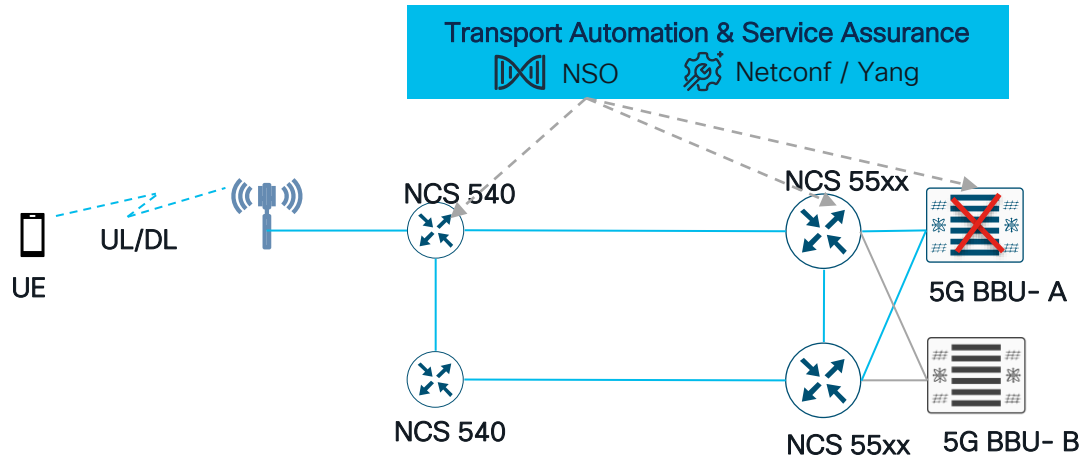 Transport Automation & Service Assurance
NSO
Netconf / Yang
NCS 540
NCS 55xx
UL/DL
UE
5G BBU- A
NCS 540
NCS 55xx
5G BBU- B